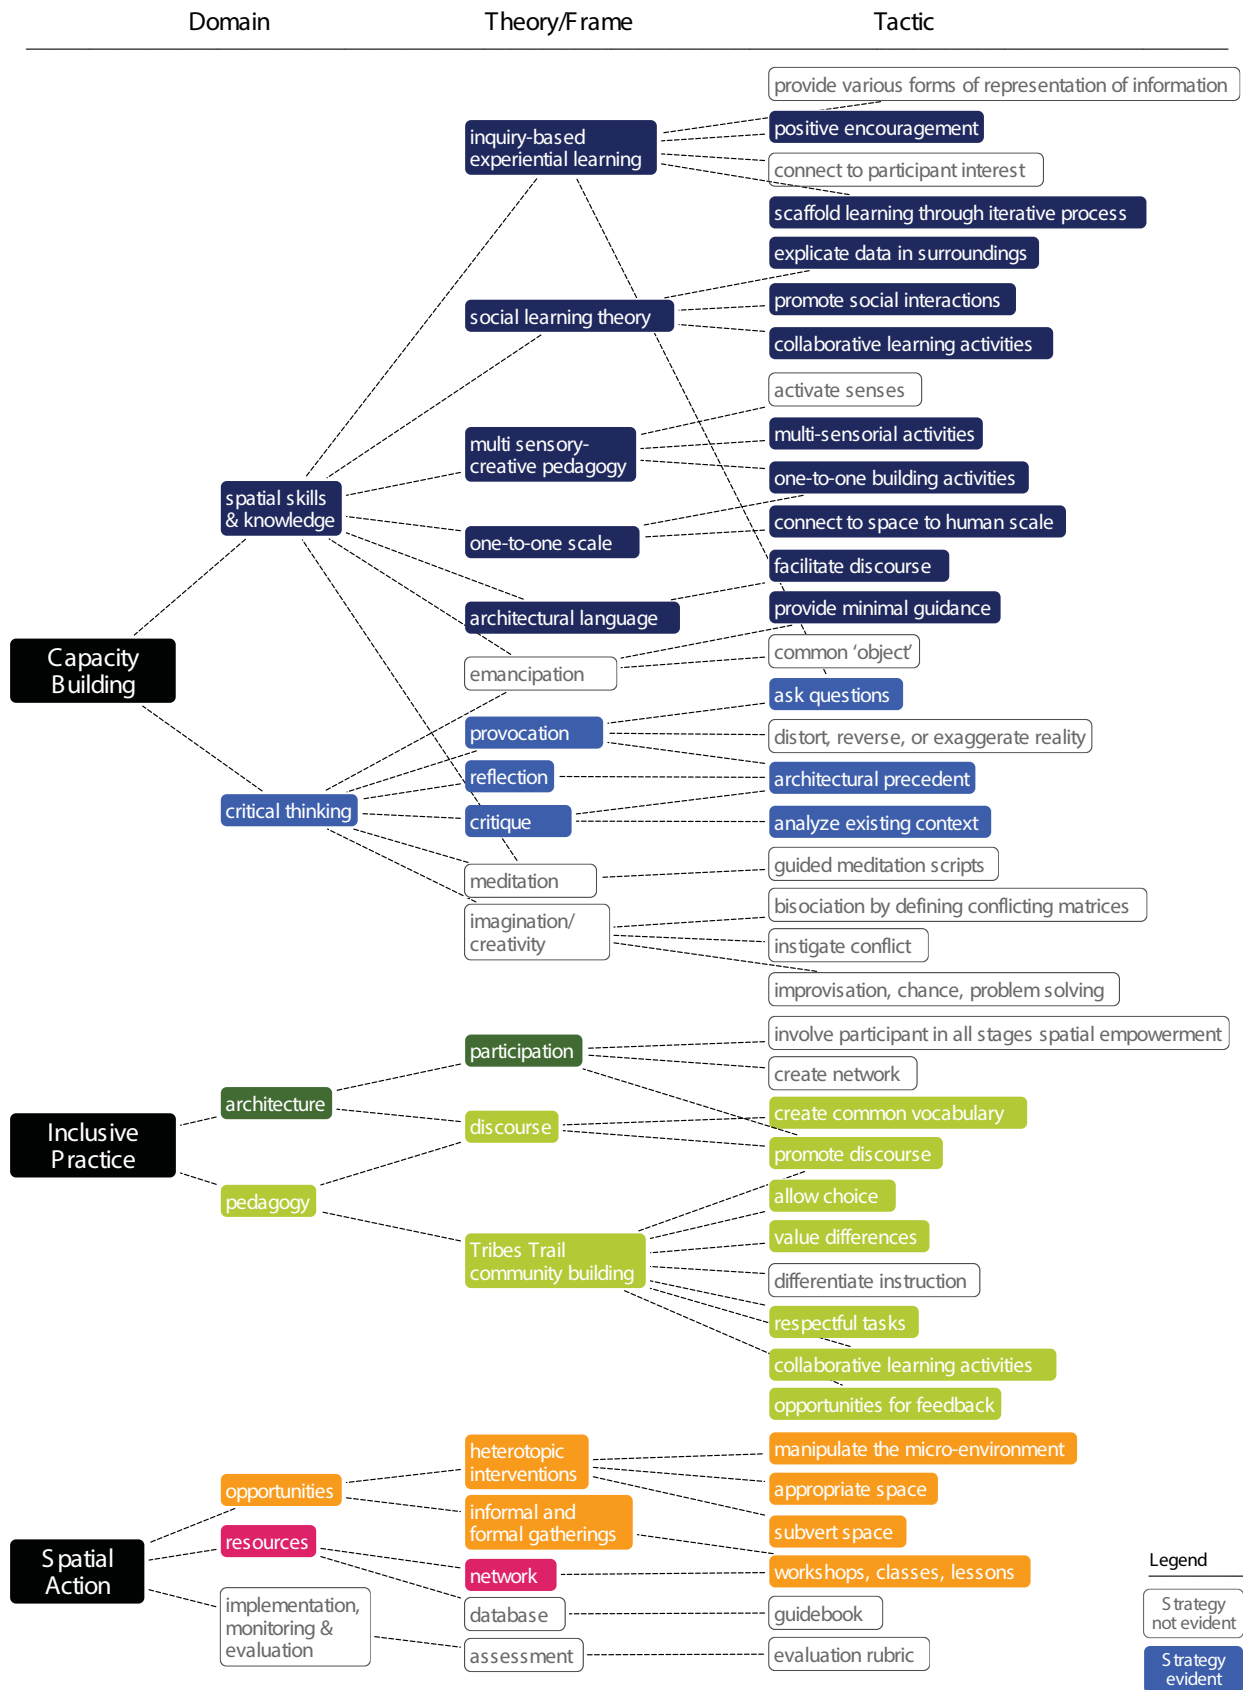 Domain
Theory/Frame
Tactic
provide various forms of representation of information
inquiry-based
experiential learning
positive encouragement
connect to participant interest
scaffold learning through iterative process
explicate data in surroundings
social learning theory
promote social interactions
collaborative learning activities
activate senses
multi sensory-
creative pedagogy
multi-sensorial activities
one-to-one building activities
spatial skills
& knowledge
one-to-one scale
connect to space to human scale
facilitate discourse
architectural language
provide minimal guidance
Capacity
Building
emancipation
common ‘object’
ask questions
provocation
distort, reverse, or exaggerate reality
reflection
architectural precedent
critical thinking
critique
analyze existing context
meditation
guided meditation scripts
imagination/
creativity
bisociation by defining conflicting matrices
instigate conflict
improvisation, chance, problem solving
participation
involve participant in all stages spatial empowerment
create network
architecture
discourse
create common vocabulary
Inclusive
Practice
promote discourse
pedagogy
allow choice
Tribes Trail
community building
value differences
differentiate instruction
respectful tasks
collaborative learning activities
opportunities for feedback
heterotopic
interventions
manipulate the micro-environment
opportunities
appropriate space
informal and
formal gatherings
subvert space
resources
Spatial
Action
network
workshops, classes, lessons
implementation,
monitoring &
evaluation
database
guidebook
assessment
evaluation rubric
Legend
Strategy
not evident
Strategy
evident